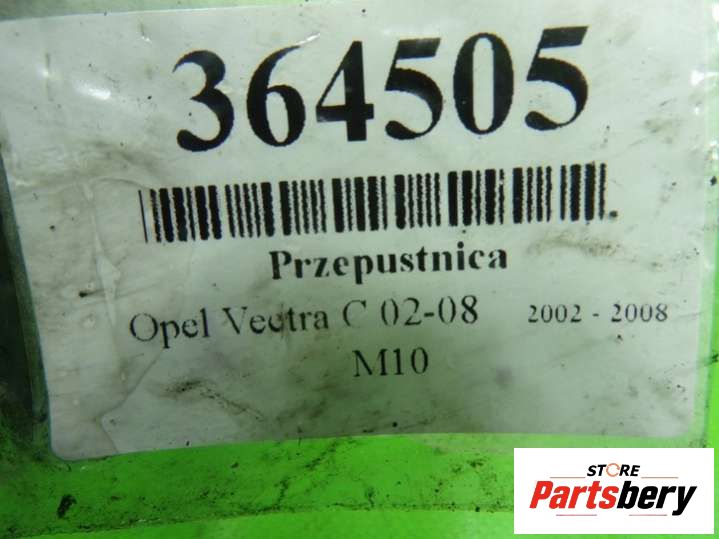 364505
Przepustnica
Opel Vectra C 02-08 2002 - 2008
M10
STORE
Partsbery